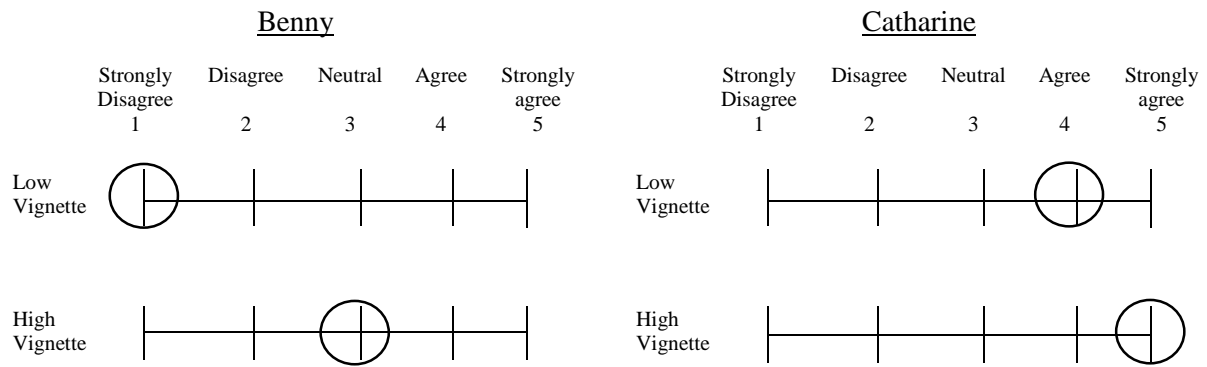 Benny
Catharine
Strongly Disagree Neutral Agree Strongly
Disagree agree
1 2 3 4 5
Strongly Disagree Neutral Agree Strongly
Disagree agree
1 2 3 4 5
Low
Vignette
Low
Vignette
High
Vignette
High
Vignette